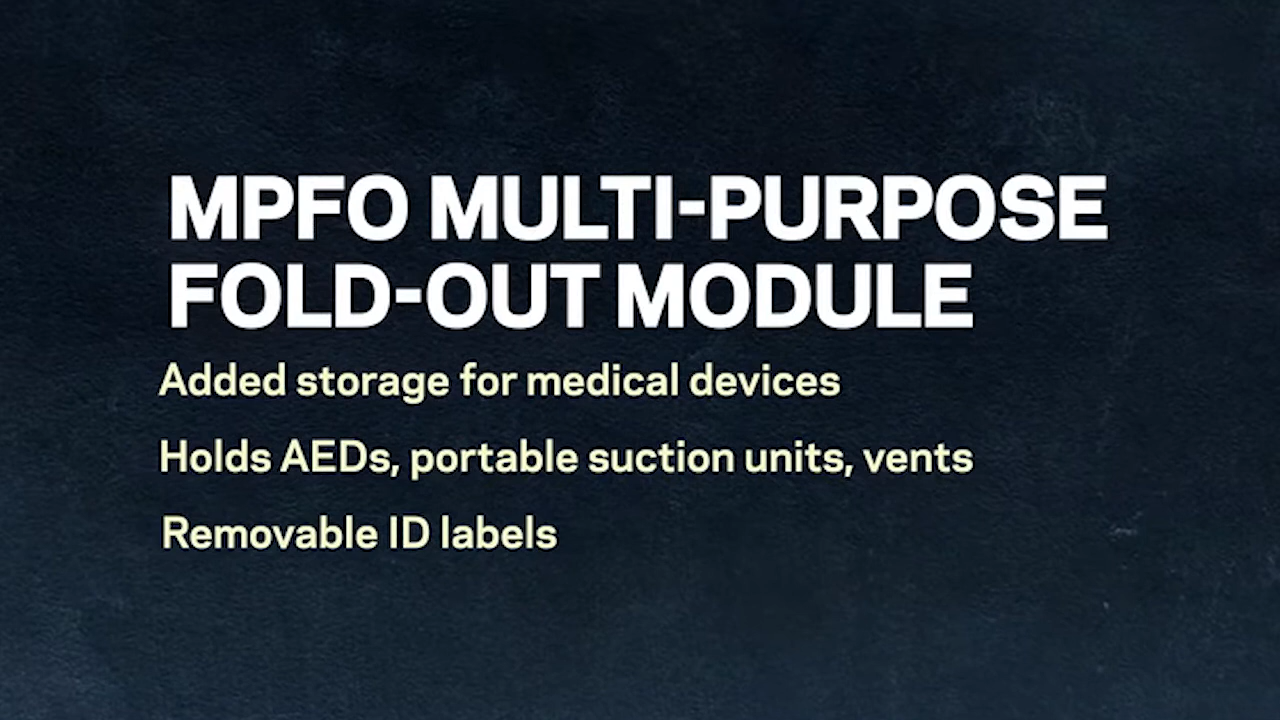 MPFO MULTI-PURPOSE
FOLD-OUT MODULE
Added storage for medical devices
Holds AEDs, portable suction units, vents
Removable ID labels